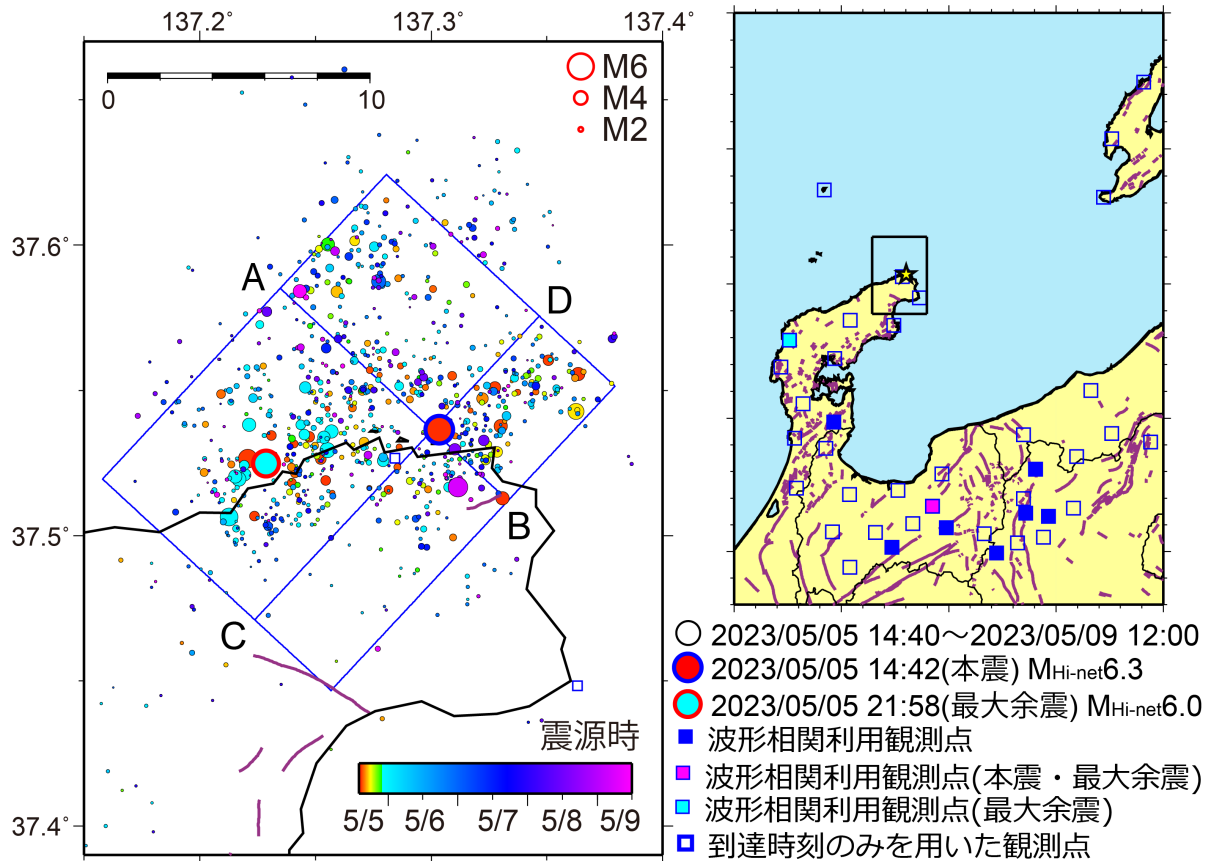 137.2° 137.3° 137.4°
0 10
M6
M4
M2
37.6°
37.5°
37.4°
A
D
B
C
震源時
5/5 5/6 5/7 5/8 5/9
2023/05/05 14:40～2023/05/09 12:00
2023/05/05 14:42(本震) MHi-net6.3
2023/05/05 21:58(最大余震) MHi-net6.0
波形相関利用観測点
波形相関利用観測点(本震・最大余震)
波形相関利用観測点(最大余震)
到達時刻のみを用いた観測点